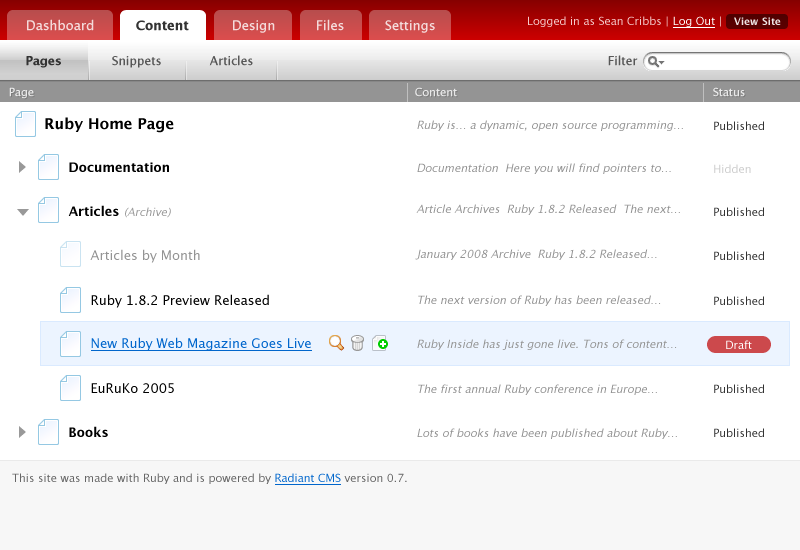 Dashboard Content Design Files Settings Logged in as Sean Cribbs | Log Out | View Site
Pages Snippets Articles Filter
Page Content Status
Ruby Home Page Ruby is... a dynamic, open source programming... Published
Documentation Documentation Here you will find pointers to... Hidden
Articles (Archive) Article Archives Ruby 1.8.2 Released The next... Published
Articles by Month January 2008 Archive Ruby 1.8.2 Released... Published
Ruby 1.8.2 Preview Released The next version of Ruby has been released... Published
New Ruby Web Magazine Goes Live Ruby Inside has just gone live. Tons of content... Draft
EuRuKo 2005 The first annual Ruby conference in Europe... Published
Books Lots of books have been published about Ruby... Published
This site was made with Ruby and is powered by Radiant CMS version 0.7.